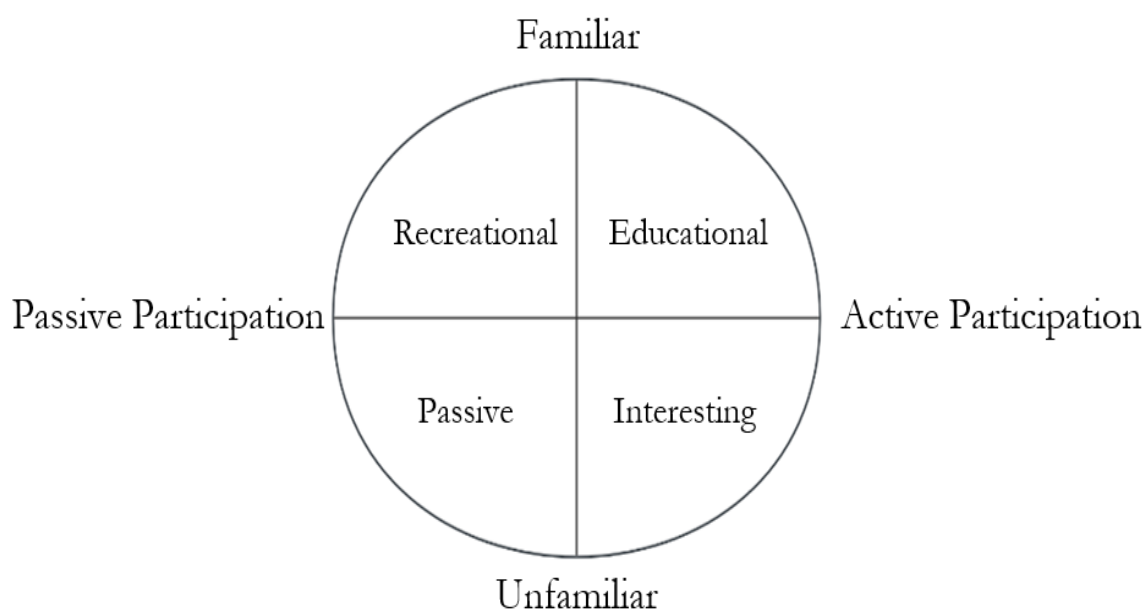 Familiar
Recreational Educational
Passive Participation Active Participation
Passive Interesting
Unfamiliar